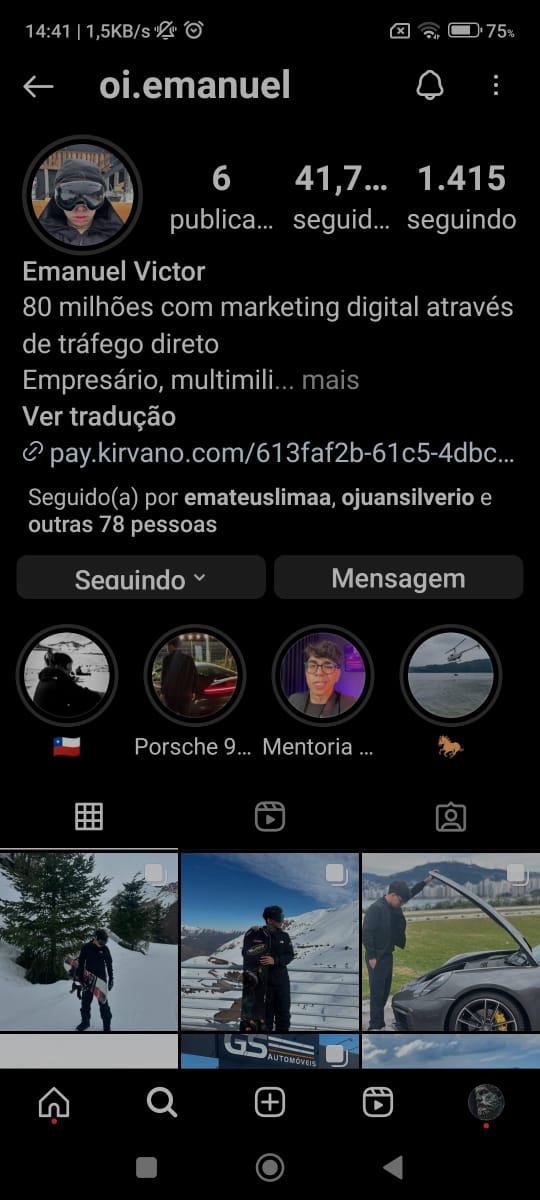 14:41 | 1,5KB/s
75%
oi.emanuel
6
41,7...
1.415
publica...
seguid...
seguindo
Emanuel Victor
80 milhões com marketing digital através
de tráfego direto
Empresário, multimili... mais
Ver tradução
pay.kirvano.com/613faf2b-61c5-4dbc...
Seguido(a) por emateuslimaa, ojuansilverio e
outras 78 pessoas
Seguindo
Mensagem
Porsche 9...
Mentoria ...
GS
AUTOMÓVEIS